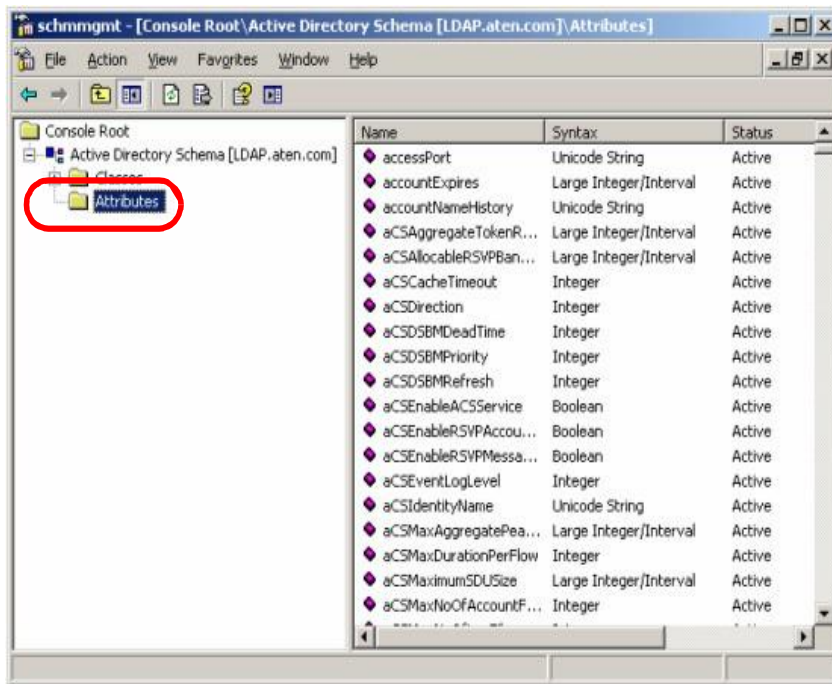 schmmgmt - [Console Root\Active Directory Schema [LDAP.aten.com]\Attributes]
File Action View Favorites Window Help
Console Root
Active Directory Schema [LDAP.aten.com]
Classes
Attributes
Name Syntax Status
accessPort Unicode String Active
accountExpires Large Integer/Interval Active
accountNameHistory Unicode String Active
aCSAggregateTokenR... Large Integer/Interval Active
aCSAllocableRSVPBan... Large Integer/Interval Active
aCSCacheTimeout Integer Active
aCSDirection Integer Active
aCSDSBMDeadTime Integer Active
aCSDSBMPriority Integer Active
aCSDSBMRefresh Integer Active
aCSEnableACSService Boolean Active
aCSEnableRSVPAccou... Boolean Active
aCSEnableRSVPMessa... Boolean Active
aCSEventLogLevel Integer Active
aCSIdentityName Unicode String Active
aCSMaxAggregatePea... Large Integer/Interval Active
aCSMaxDurationPerFlow Integer Active
aCSMaximumSDUSize Large Integer/Interval Active
aCSMaxNoOfAccountF... Integer Active